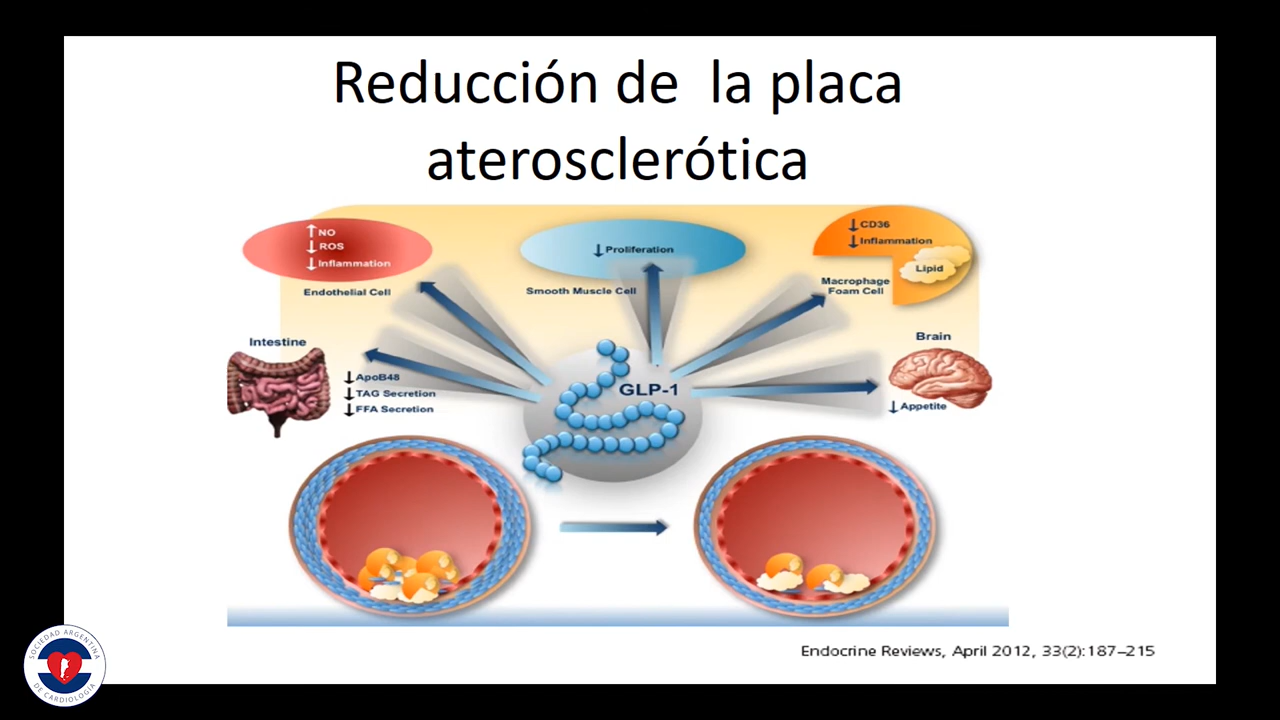 Reducción de la placa
aterosclerótica
↑ NO
↓ ROS
↓ Inflammation
Endothelial Cell
↓ Proliferation
Smooth Muscle Cell
↓ CD36
↓ Inflammation
Lipid
Macrophage
Foam Cell
Intestine
↓ ApoB48
↓ TAG Secretion
↓ FFA Secretion
GLP-1
Brain
↓ Appetite
Endocrine Reviews, April 2012, 33(2):187–215
SOCIEDAD ARGENTINA
DE CARDIOLOGÍA